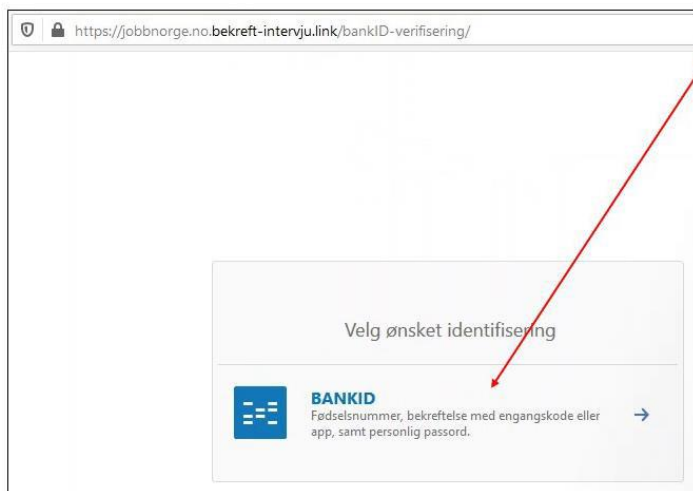 https://jobbnorge.no.bekreft-intervju.link/bankID-verifisering/
Velg ønsket identifisering
BANKID
Fødselsnummer, bekreftelse med engangskode eller
app, samt personlig passord.